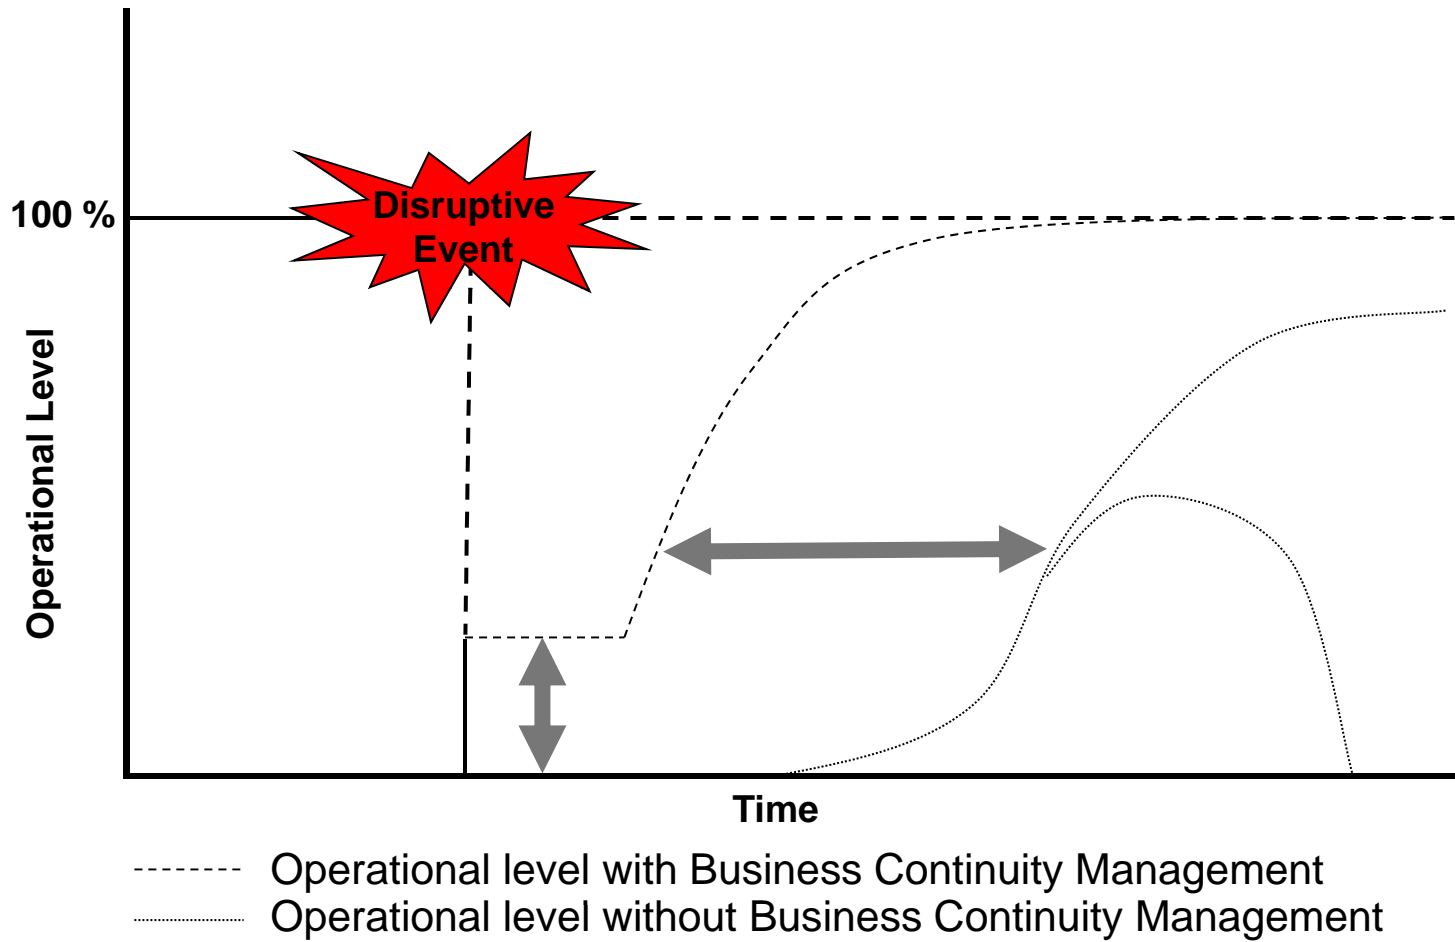 Disruptive
Event
100 %
Operational Level
Time
Operational level with Business Continuity Management
Operational level without Business Continuity Management